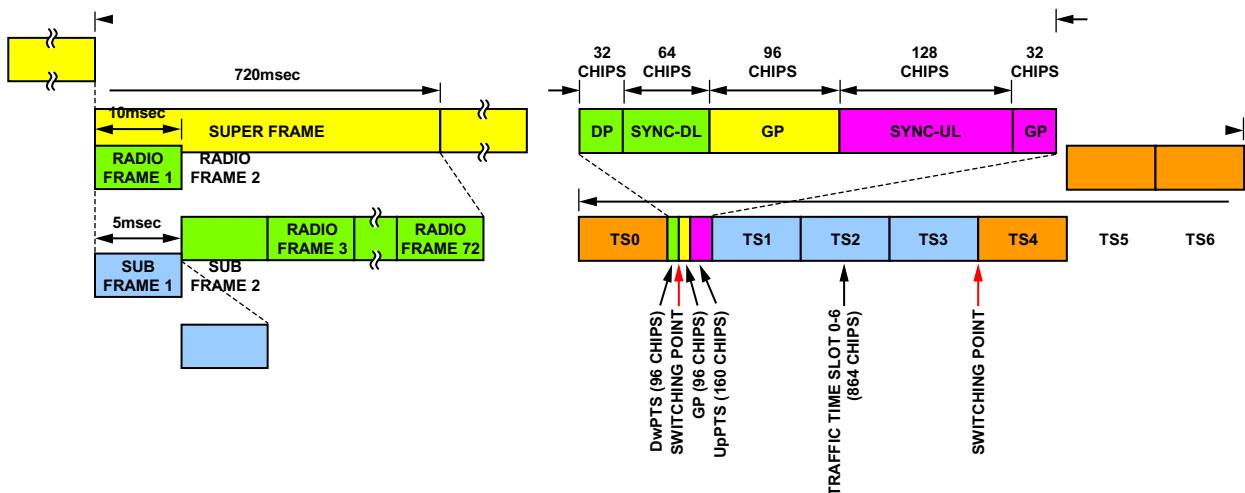 32
CHIPS
64
CHIPS
96
CHIPS
128
CHIPS
32
CHIPS
720msec
10msec
SUPER FRAME
DP
SYNC-DL
GP
SYNC-UL
GP
RADIO
FRAME 1
RADIO
FRAME 2
5msec
RADIO
FRAME 3
RADIO
FRAME 72
TS0
TS1
TS2
TS3
TS4
TS5
TS6
SUB
FRAME 1
SUB
FRAME 2
DwPTS (96 CHIPS)
SWITCHING POINT
GP (96 CHIPS)
UpPTS (160 CHIPS)
TRAFFIC TIME SLOT 0-6
(864 CHIPS)
SWITCHING POINT